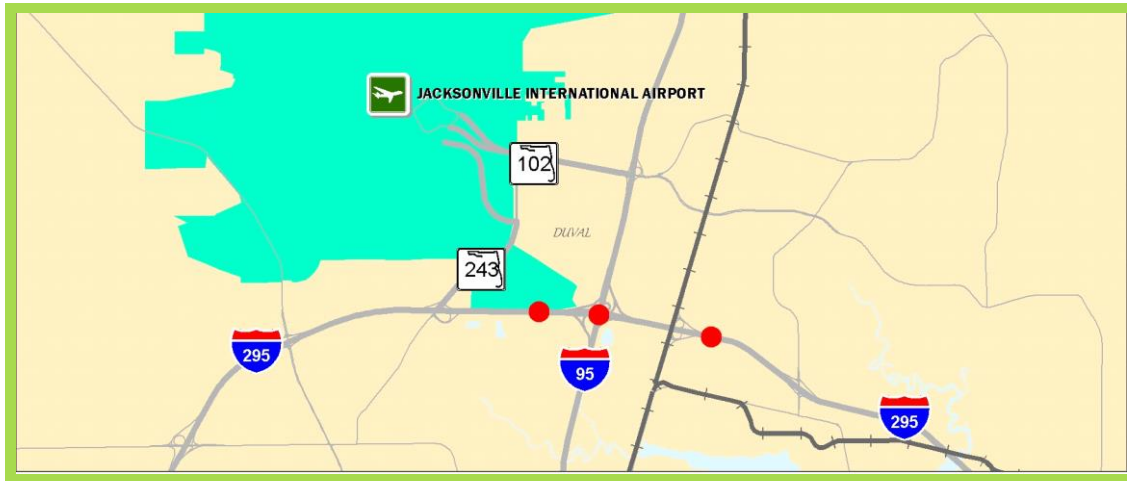 JACKSONVILLE INTERNATIONAL AIRPORT
102
DUVAL
243
295
95
295